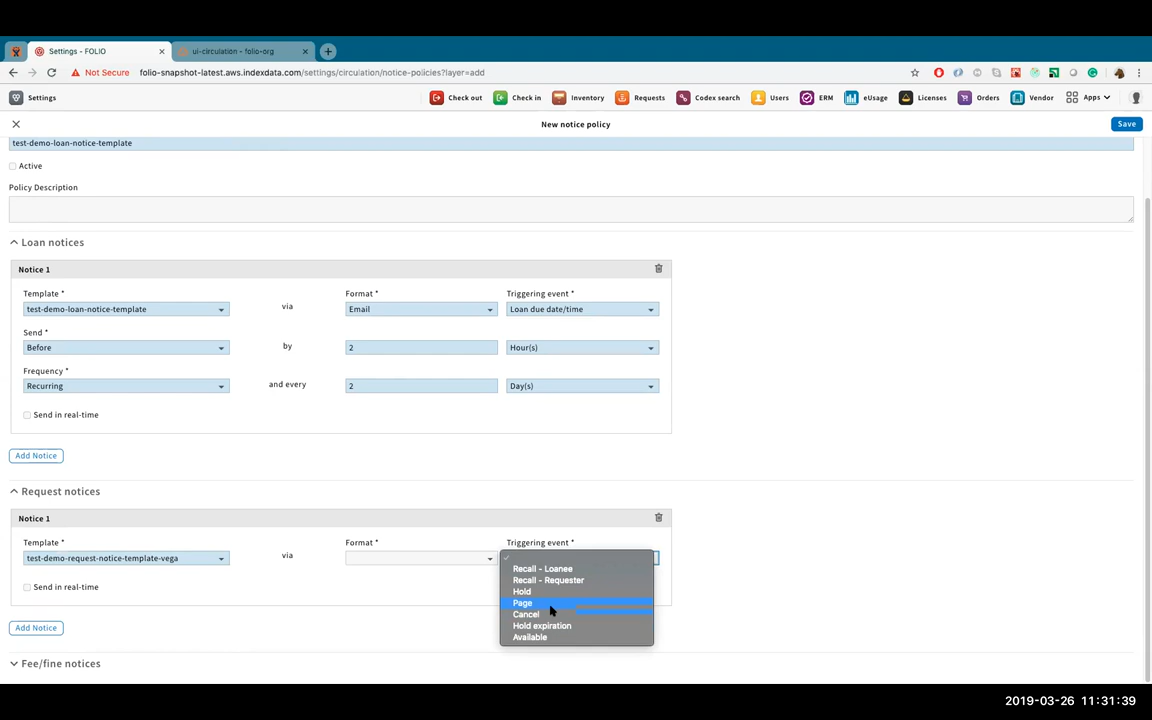 Settings - FOLIO
ui-circulation - folio-org
Not Secure
folio-snapshot-latest.aws.indexdata.com/settings/circulation/notice-policies?layer=add
Settings
Check out
Check in
Inventory
Requests
Codex search
Users
ERM
eUsage
Licenses
Orders
Vendor
Apps
New notice policy
Save
test-demo-loan-notice-template
Active
Policy Description
Loan notices
Notice 1
Template *
via
Format *
Triggering event *
test-demo-loan-notice-template
Email
Loan due date/time
Send *
Before
by
2
Hour(s)
Frequency *
Recurring
and every
2
Day(s)
Send in real-time
Add Notice
Request notices
Notice 1
Template *
via
Format *
Triggering event *
test-demo-request-notice-template-vega
Recall - Loanee
Recall - Requester
Hold
Page
Cancel
Hold expiration
Available
Send in real-time
Add Notice
Fee/fine notices
2019-03-26 11:31:39